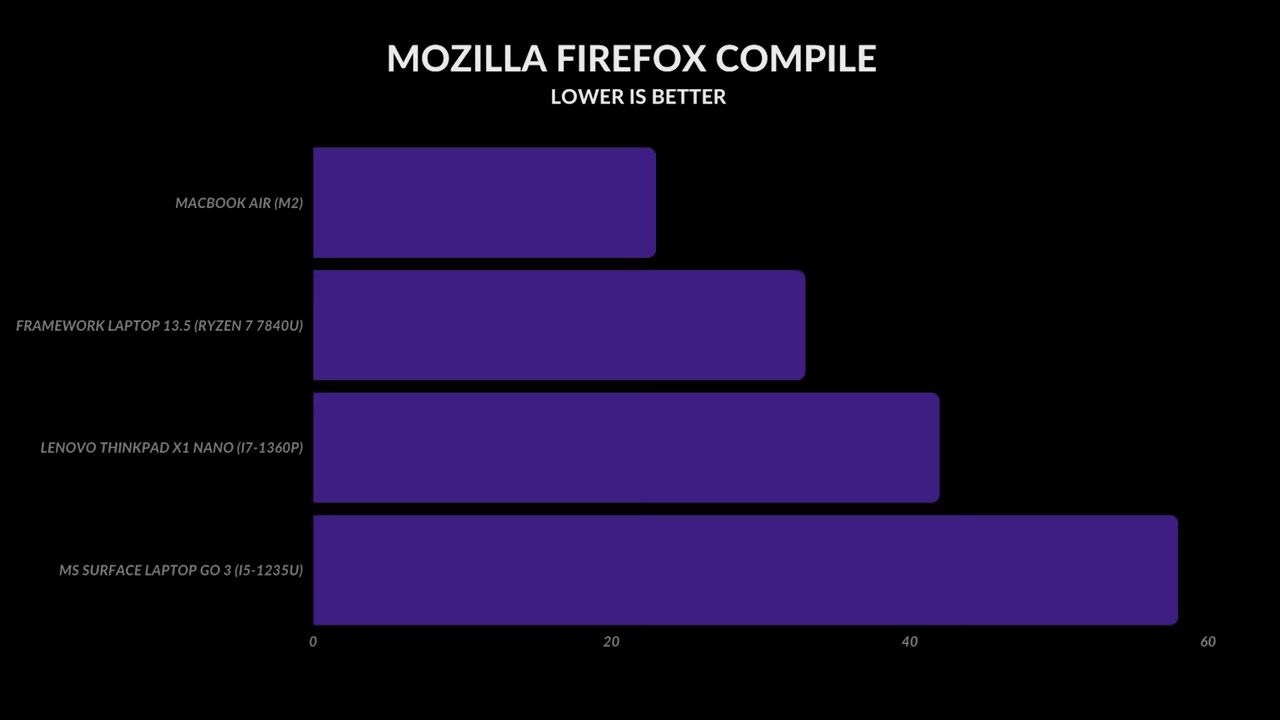 MOZILLA FIREFOX COMPILE
LOWER IS BETTER
MACBOOK AIR (M2)
FRAMEWORK LAPTOP 13.5 (RYZEN 7 7840U)
LENOVO THINKPAD X1 NANO (I7-1360P)
MS SURFACE LAPTOP GO 3 (I5-1235U)
0 20 40 60